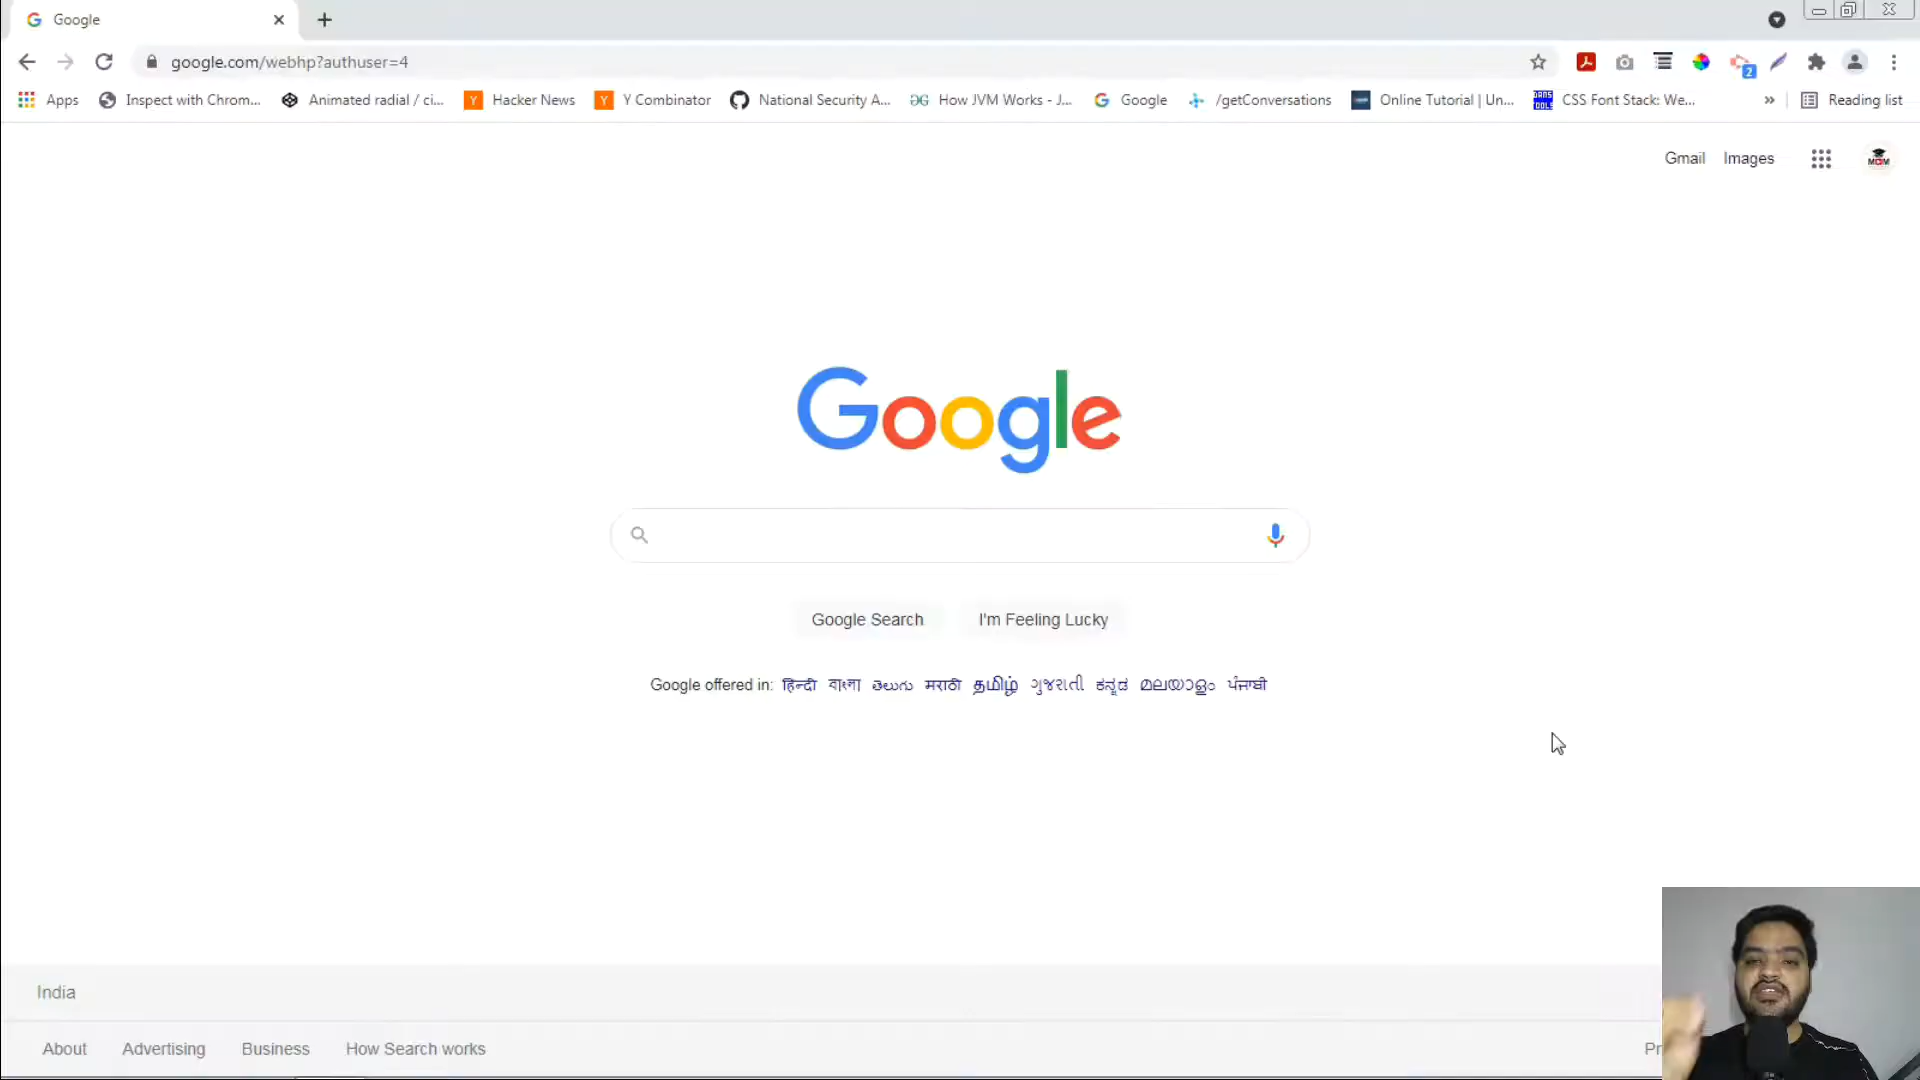 Google
google.com/webhp?authuser=4
2
Apps Inspect with Chrom... Animated radial / ci... Y Hacker News Y Y Combinator National Security A... How JVM Works - J... Google /getConversations Online Tutorial | Un... CSS Font Stack: We... » Reading list
Gmail Images
Google
Google Search I'm Feeling Lucky
Google offered in: हिन्दी বাংলা తెలుగు मराठी தமிழ் ગુજરાતી ಕನ್ನಡ മലയാളം ਪੰਜਾਬੀ
India
About Advertising Business How Search works